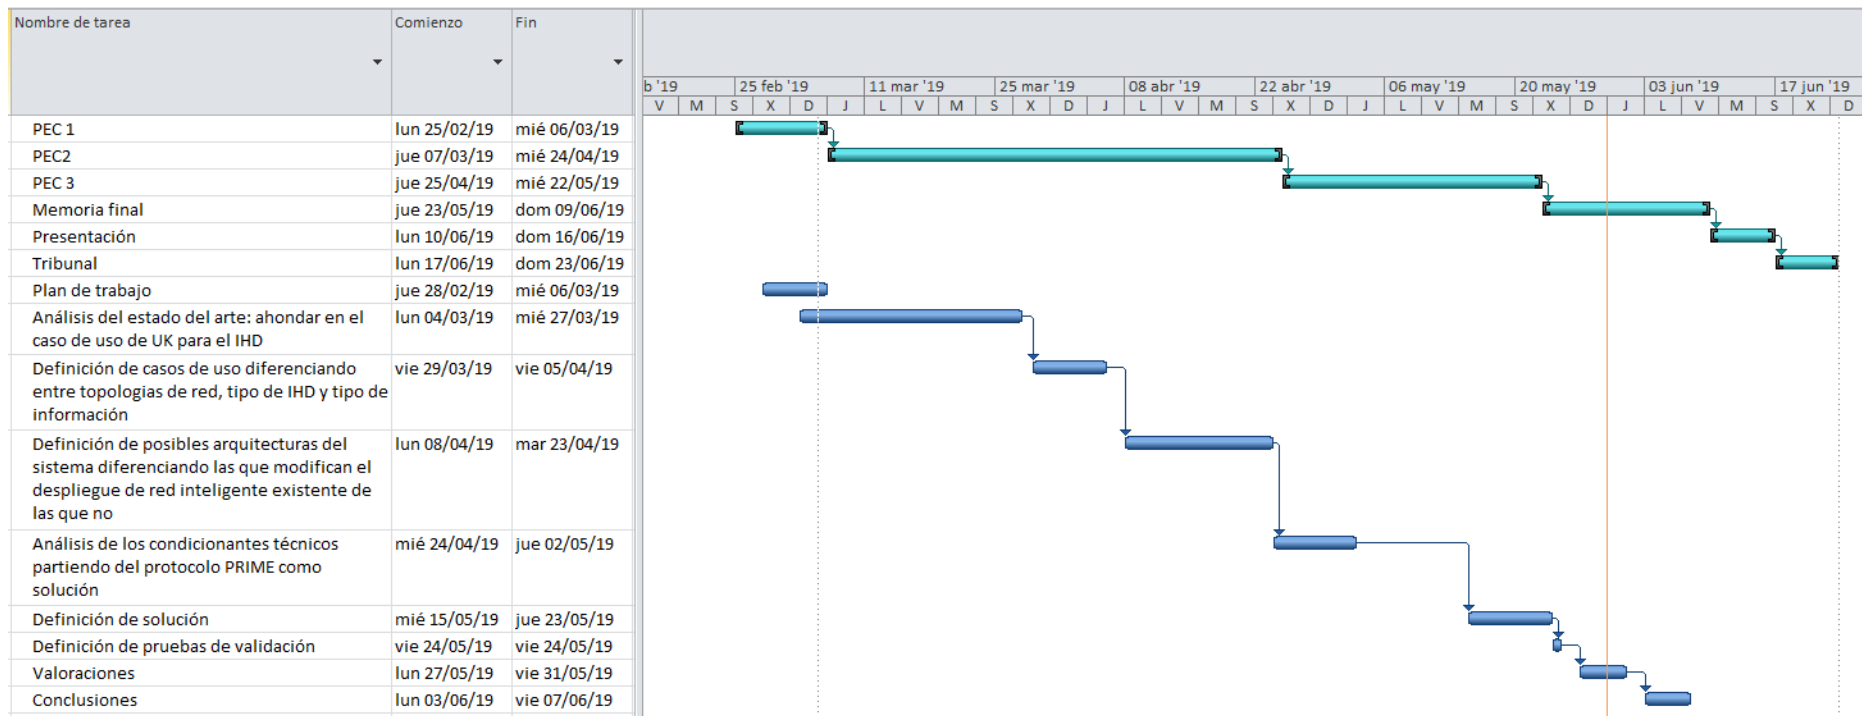 Nombre de tarea Comienzo Fin
b '19 25 feb '19 11 mar '19 25 mar '19 08 abr '19 22 abr '19 06 may '19 20 may '19 03 jun '19 17 jun '19
V M S X D J L V M S X D J L V M S X D J L V M S X D J L V M S X D
PEC 1 lun 25/02/19 mié 06/03/19
PEC2 jue 07/03/19 mié 24/04/19
PEC 3 jue 25/04/19 mié 22/05/19
Memoria final jue 23/05/19 dom 09/06/19
Presentación lun 10/06/19 dom 16/06/19
Tribunal lun 17/06/19 dom 23/06/19
Plan de trabajo jue 28/02/19 mié 06/03/19
Análisis del estado del arte: ahondar en el lun 04/03/19 mié 27/03/19
caso de uso de UK para el IHD
Definición de casos de uso diferenciando vie 29/03/19 vie 05/04/19
entre topologias de red, tipo de IHD y tipo de
información
Definición de posibles arquitecturas del lun 08/04/19 mar 23/04/19
sistema diferenciando las que modifican el
despliegue de red inteligente existente de
las que no
Análisis de los condicionantes técnicos mié 24/04/19 jue 02/05/19
partiendo del protocolo PRIME como
solución
Definición de solución mié 15/05/19 jue 23/05/19
Definición de pruebas de validación vie 24/05/19 vie 24/05/19
Valoraciones lun 27/05/19 vie 31/05/19
Conclusiones lun 03/06/19 vie 07/06/19